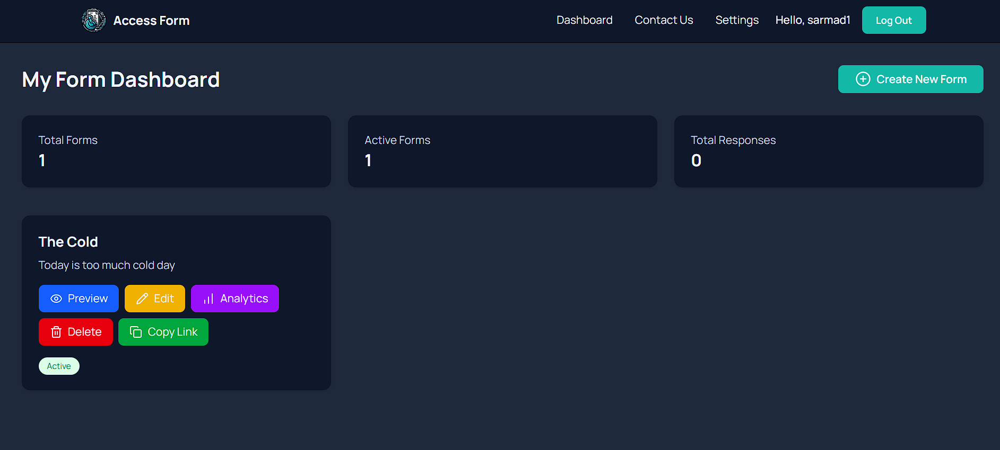 Access Form
Dashboard Contact Us Settings Hello, sarmad1 Log Out
My Form Dashboard
Create New Form
Total Forms
1
Active Forms
1
Total Responses
0
The Cold
Today is too much cold day
Preview Edit Analytics
Delete Copy Link
Active